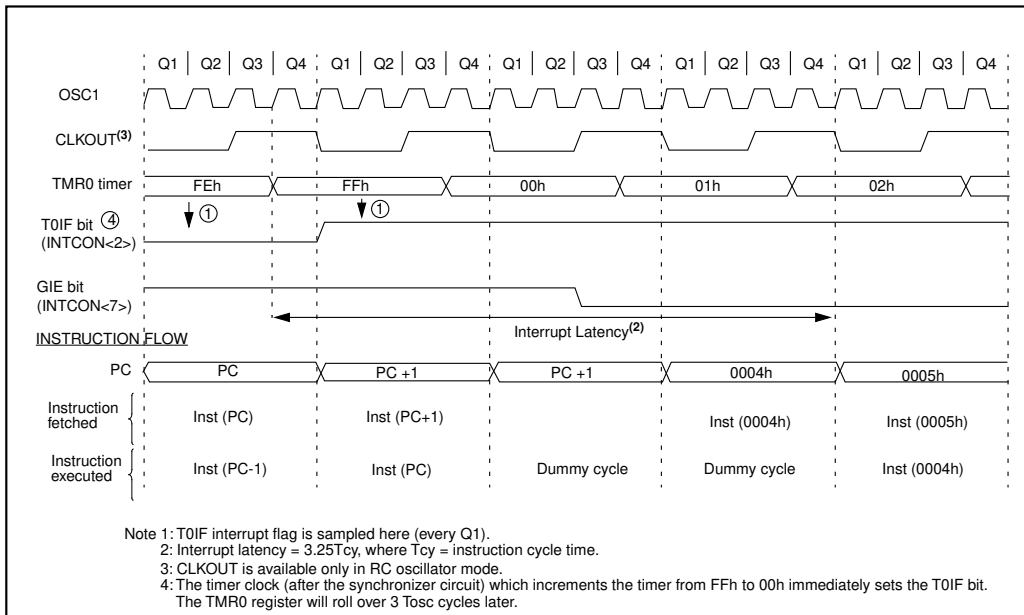 Q1 Q2 Q3 Q4 Q1 Q2 Q3 Q4 Q1 Q2 Q3 Q4 Q1 Q2 Q3 Q4 Q1 Q2 Q3 Q4
OSC1
CLKOUT(3)
TMR0 timer FEh FFh 00h 01h 02h
1 1
T0IF bit 4
(INTCON<2>)
GIE bit
(INTCON<7>)
Interrupt Latency(2)
INSTRUCTION FLOW
PC PC PC +1 PC +1 0004h 0005h
Instruction
fetched Inst (PC) Inst (PC+1) Inst (0004h) Inst (0005h)
Instruction
executed Inst (PC-1) Inst (PC) Dummy cycle Dummy cycle Inst (0004h)
Note 1: T0IF interrupt flag is sampled here (every Q1).
2: Interrupt latency = 3.25Tcy, where Tcy = instruction cycle time.
3: CLKOUT is available only in RC oscillator mode.
4: The timer clock (after the synchronizer circuit) which increments the timer from FFh to 00h immediately sets the T0IF bit.
The TMR0 register will roll over 3 Tosc cycles later.